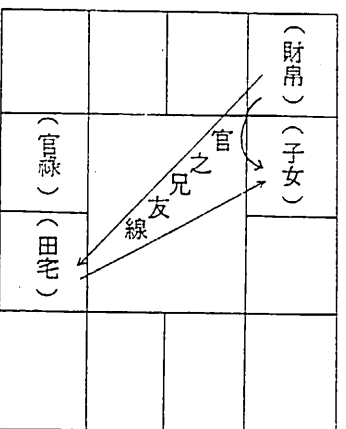 （財帛）
（子女）
官之兄友線
（官祿）
（田宅）